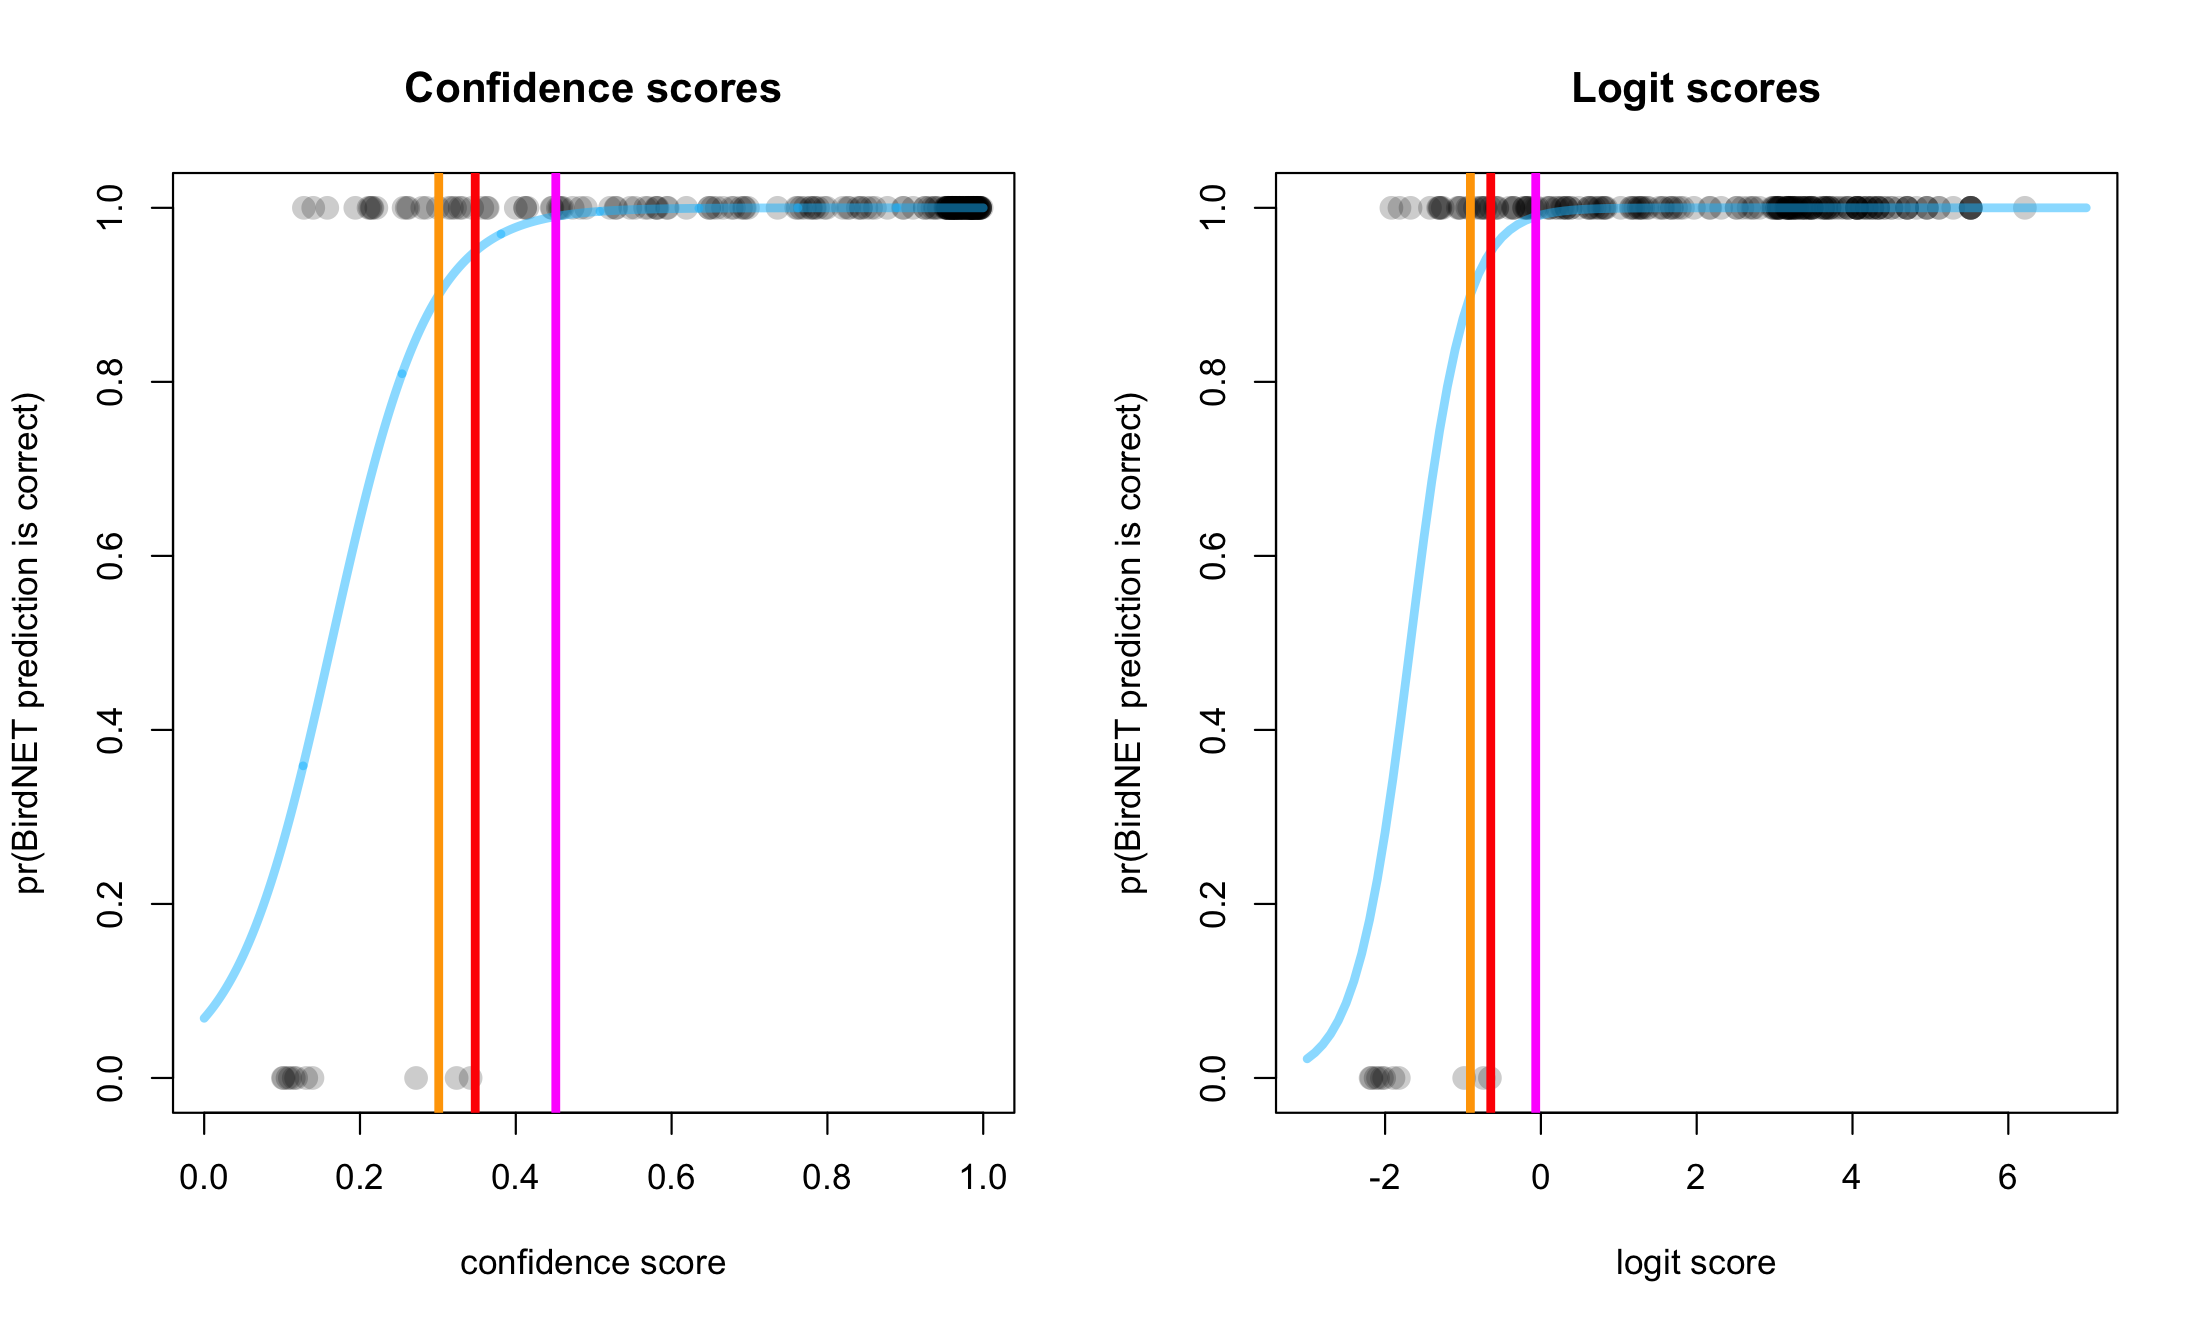 Confidence scores
pr(BirdNET prediction is correct)
1.0
0.8
0.6
0.4
0.2
0.0
0.0 0.2 0.4 0.6 0.8 1.0
confidence score
Logit scores
pr(BirdNET prediction is correct)
1.0
0.8
0.6
0.4
0.2
0.0
-2 0 2 4 6
logit score